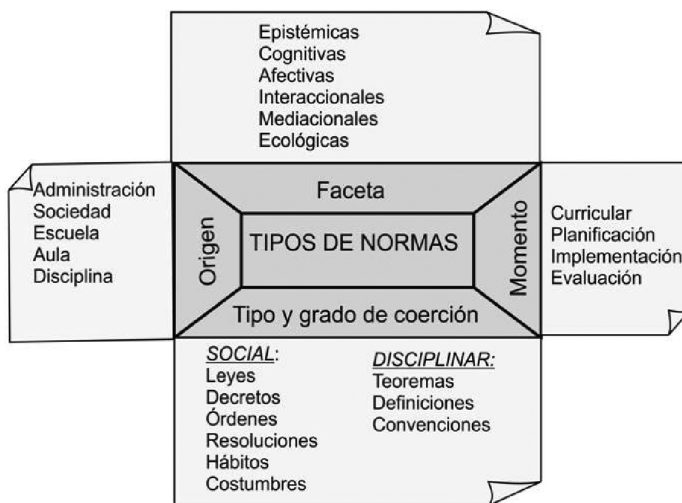 Epistémicas
Cognitivas
Afectivas
Interaccionales
Mediacionales
Ecológicas
Administración
Sociedad
Escuela
Aula
Disciplina
Faceta
Origen
TIPOS DE NORMAS
Momento
Tipo y grado de coerción
Curricular
Planificación
Implementación
Evaluación
SOCIAL:
Leyes
Decretos
Órdenes
Resoluciones
Hábitos
Costumbres
DISCIPLINAR:
Teoremas
Definiciones
Convenciones